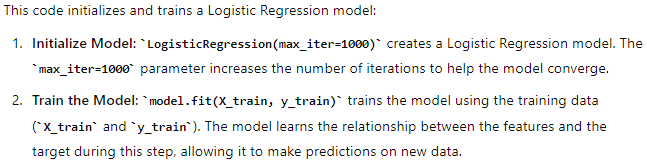 This code initializes and trains a Logistic Regression model:
1. Initialize Model: `LogisticRegression(max_iter=1000)` creates a Logistic Regression model. The
`max_iter=1000` parameter increases the number of iterations to help the model converge.
2. Train the Model: `model.fit(X_train, y_train)` trains the model using the training data
(`X_train` and `y_train`). The model learns the relationship between the features and the
target during this step, allowing it to make predictions on new data.